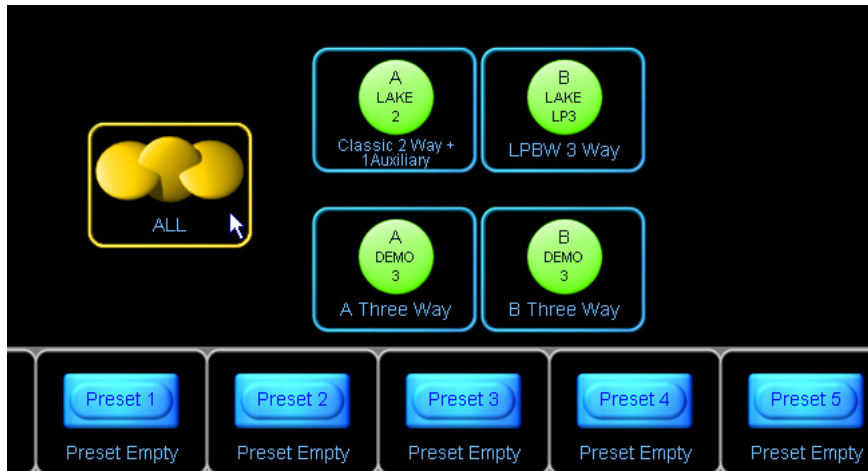 A
LAKE
2
Classic 2 Way +
1Auxiliary
B
LAKE
LP3
LPBW 3 Way
ALL
A
DEMO
3
A Three Way
B
DEMO
3
B Three Way
Preset 1
Preset Empty
Preset 2
Preset Empty
Preset 3
Preset Empty
Preset 4
Preset Empty
Preset 5
Preset Empty